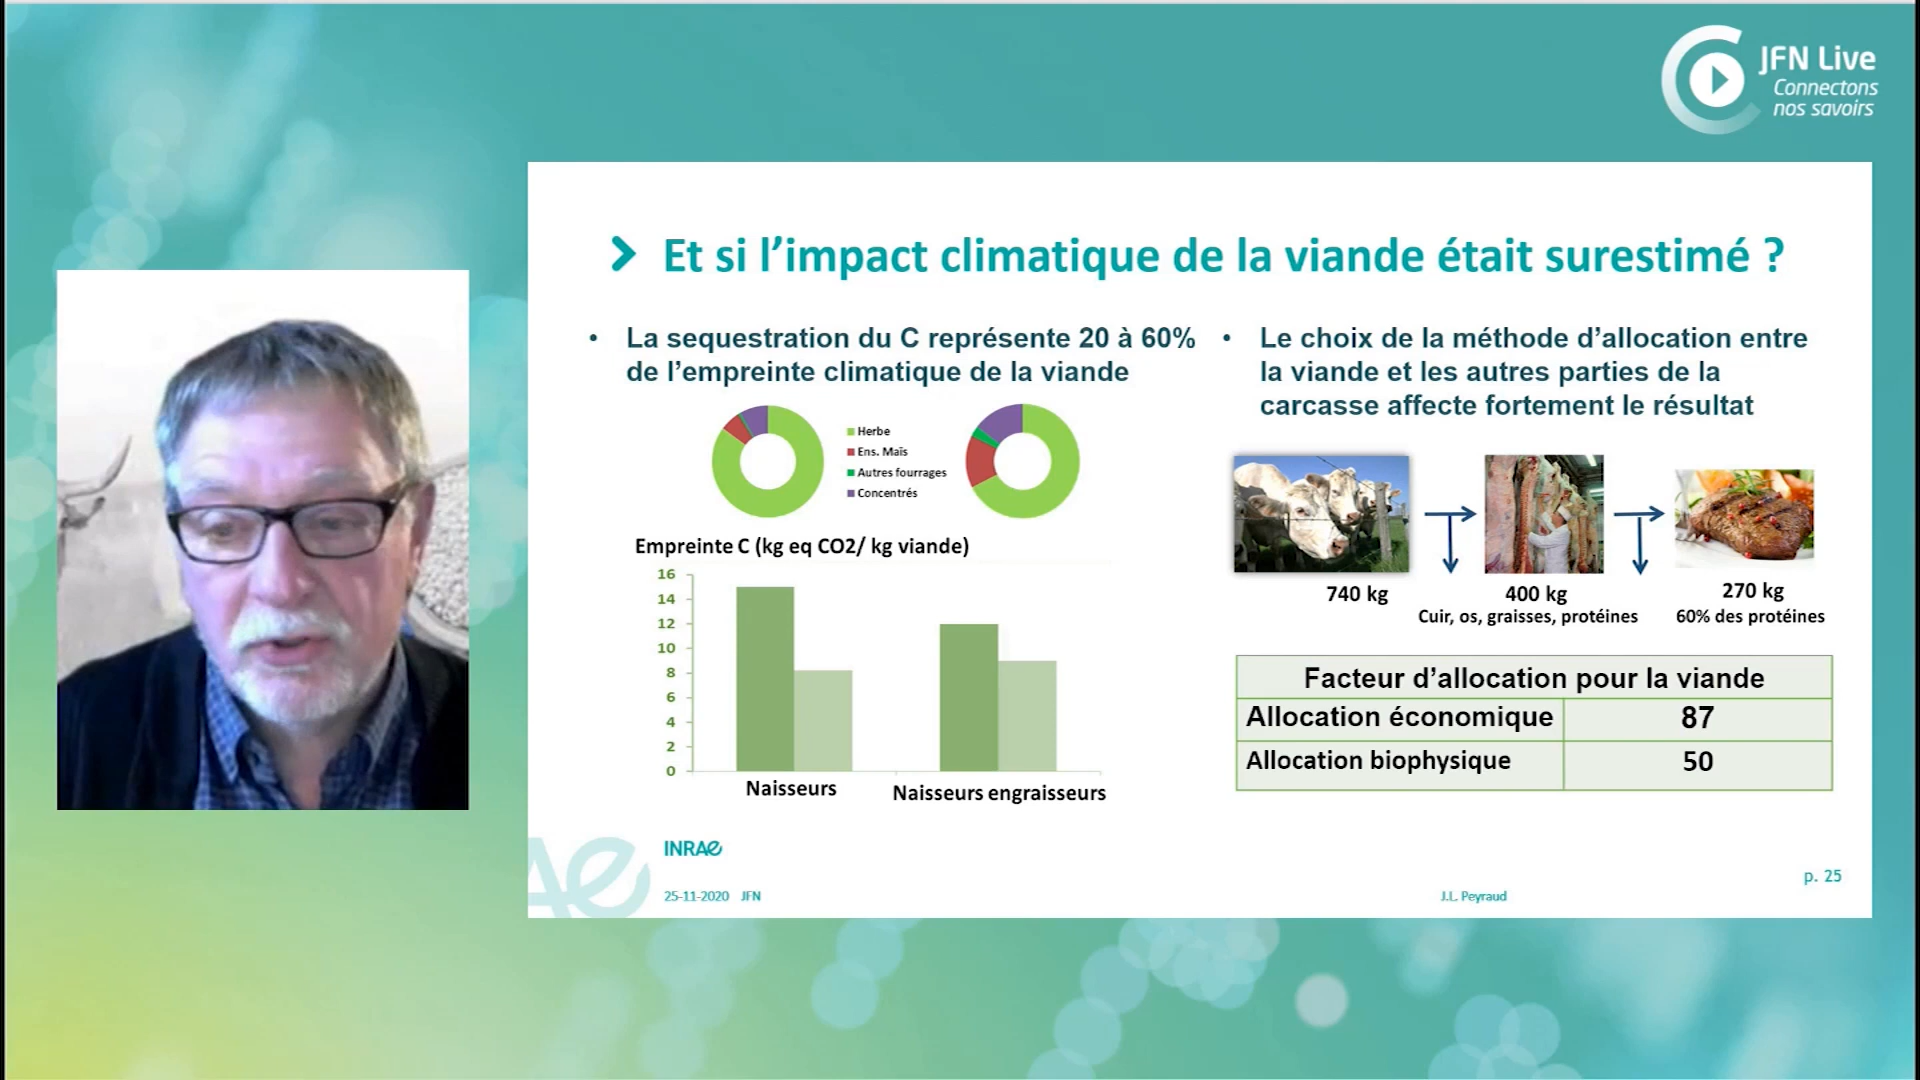 JFN Live
Connectons
nos savoirs
Et si l’impact climatique de la viande était surestimé ?
• La sequestration du C représente 20 à 60%
de l’empreinte climatique de la viande
Herbe
Ens. Maïs
Autres fourrages
Concentrés
Empreinte C (kg eq CO2/ kg viande)
16
14
12
10
8
6
4
2
0
Naisseurs
Naisseurs engraisseurs
• Le choix de la méthode d’allocation entre
la viande et les autres parties de la
carcasse affecte fortement le résultat
740 kg
400 kg
270 kg
Cuir, os, graisses, protéines
60% des protéines
Facteur d’allocation pour la viande
Allocation économique 87
Allocation biophysique 50
INRAE
25-11-2020 JFN
J.L. Peyraud
p. 25